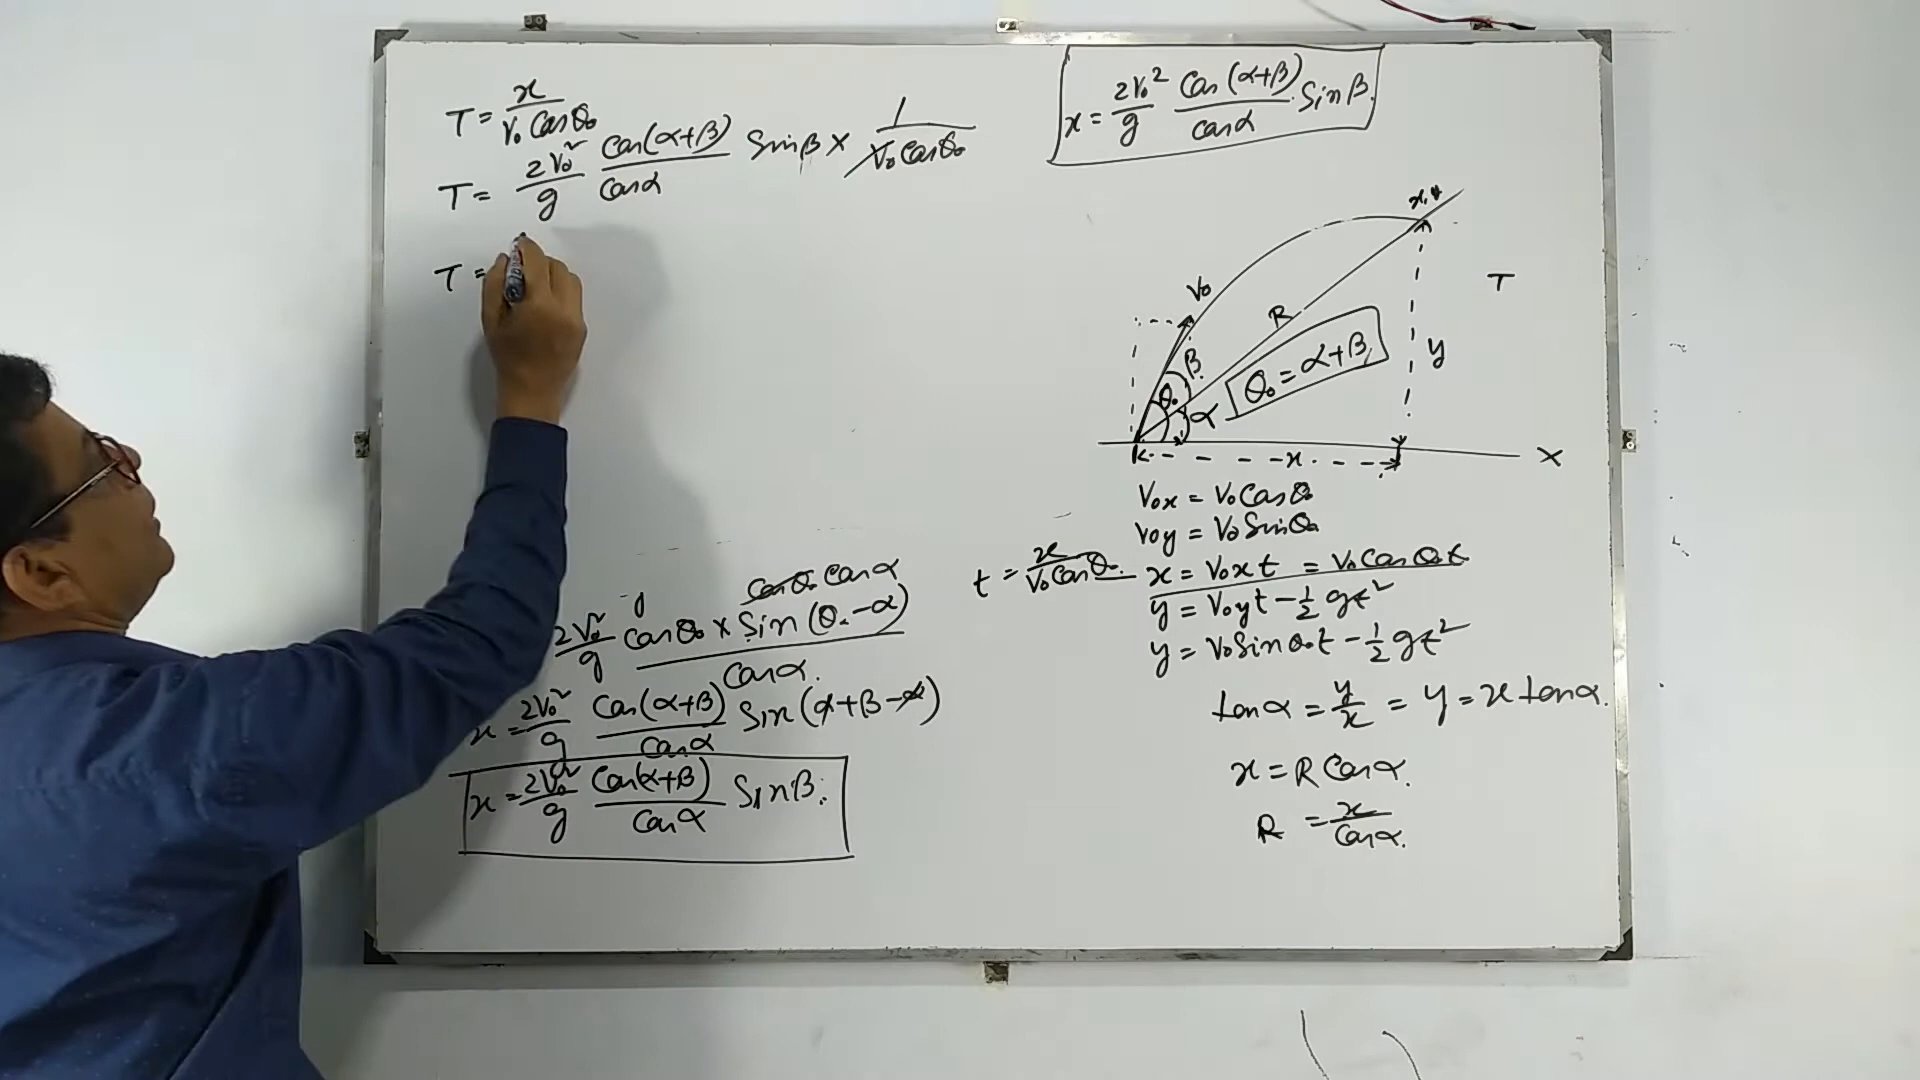 T = x / V₀ Cos θ₀
T = 2V₀² / g Cos(α+β) / Cos α Sin β × 1 / V₀ Cos θ₀
T =
x = 2V₀² / g Cos(α+β) / Cos α . Sin β.
x, y
V₀
R
T
β
θ₀
α
θ₀ = α+β
y
x
X
V₀x = V₀ Cos θ₀
V₀y = V₀ Sin θ₀
t = x / V₀ Cos θ₀.
x = V₀x t = V₀ Cos θ₀ t
y = V₀y t − 1/2 g t²
y = V₀ Sin θ₀ t − 1/2 g t²
tan α = y / x = y = x tan α.
x = R Cos α.
R = x / Cos α.
g
Cos θ₀ Cos α
2V₀² / g Cos θ₀ × Sin (θ₀ − α) / Cos α.
x = 2V₀² / g Cos(α+β) / Cos α Sin (α+β−α)
x = 2V₀² / g Cos(α+β) / Cos α Sin β.